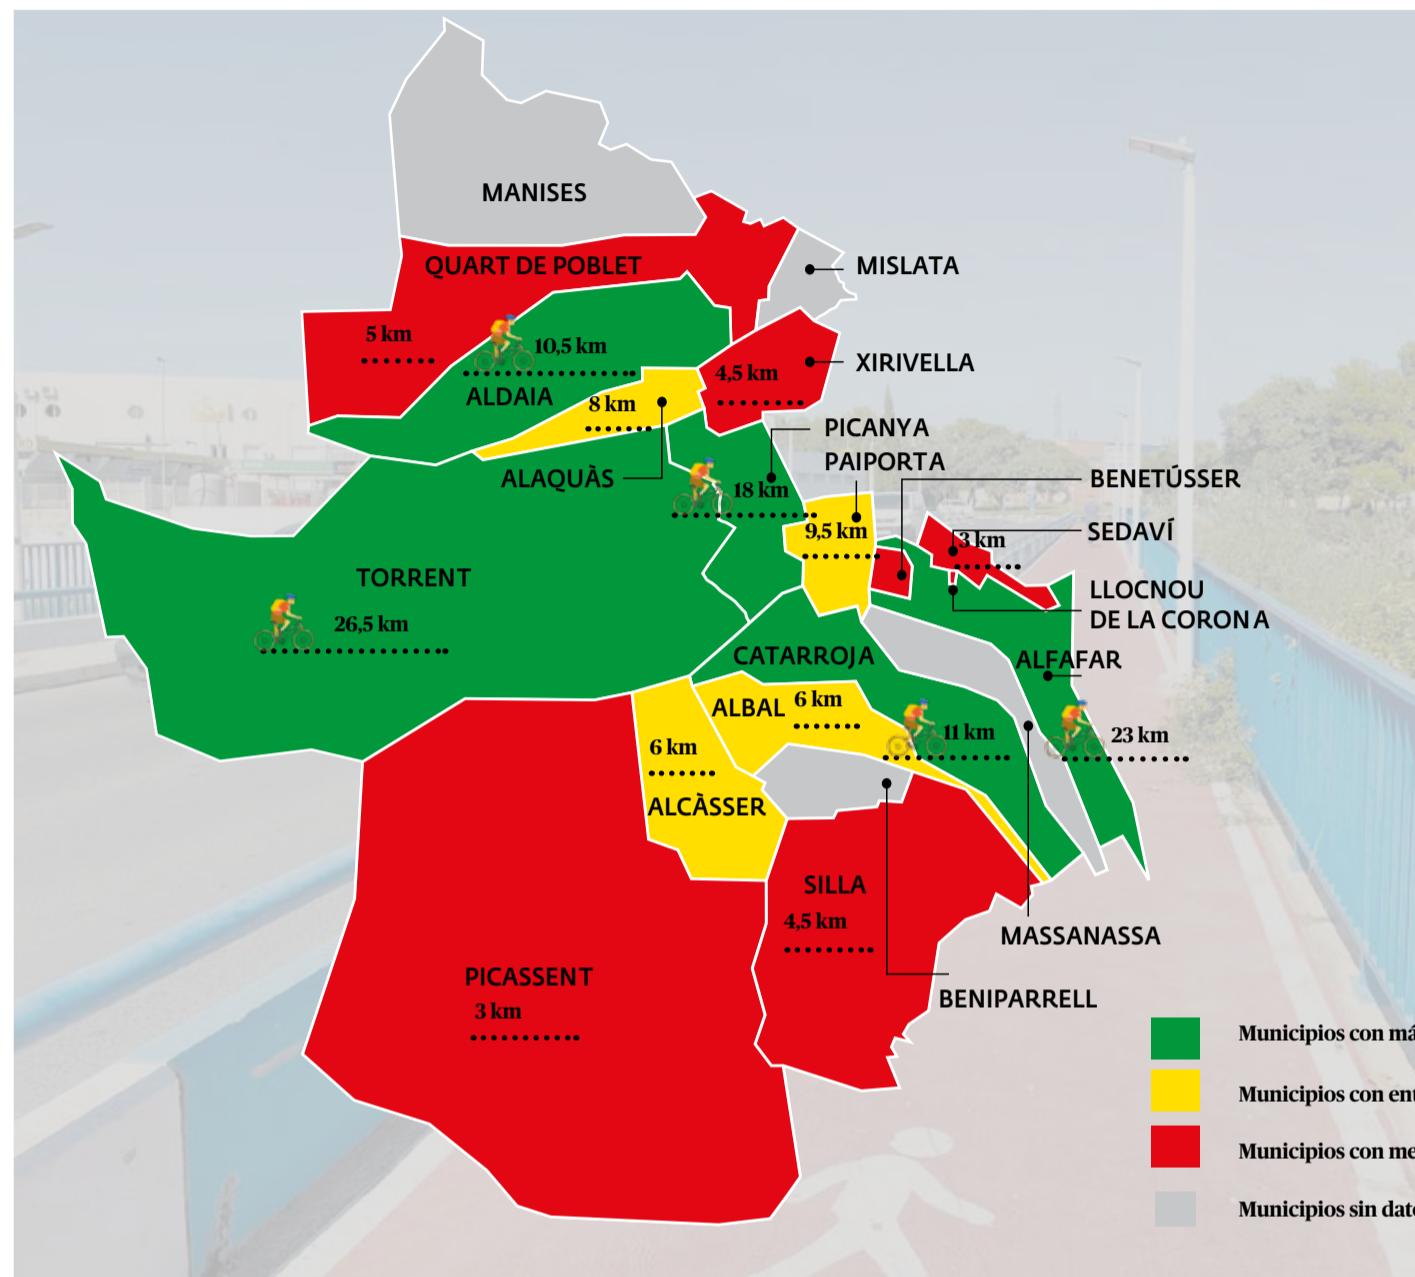 MANISES
QUART DE POBLET
MISLATA
5 km
10,5 km
XIRIVELLA
4,5 km
ALDAIA
8 km
PICANYA
PAIPORTA
ALAQUÀS
BENETÚSSER
18 km
9,5 km
SEDAVÍ
3 km
TORRENT
LLOCNOU
DE LA CORONA
26,5 km
CATARROJA
ALFAFAR
ALBAL
6 km
11 km
23 km
6 km
ALCÀSSER
SILLA
4,5 km
MASSANASSA
PICASSENT
3 km
BENIPARRELL
Municipios con má
Municipios con ent
Municipios con me
Municipios sin dato